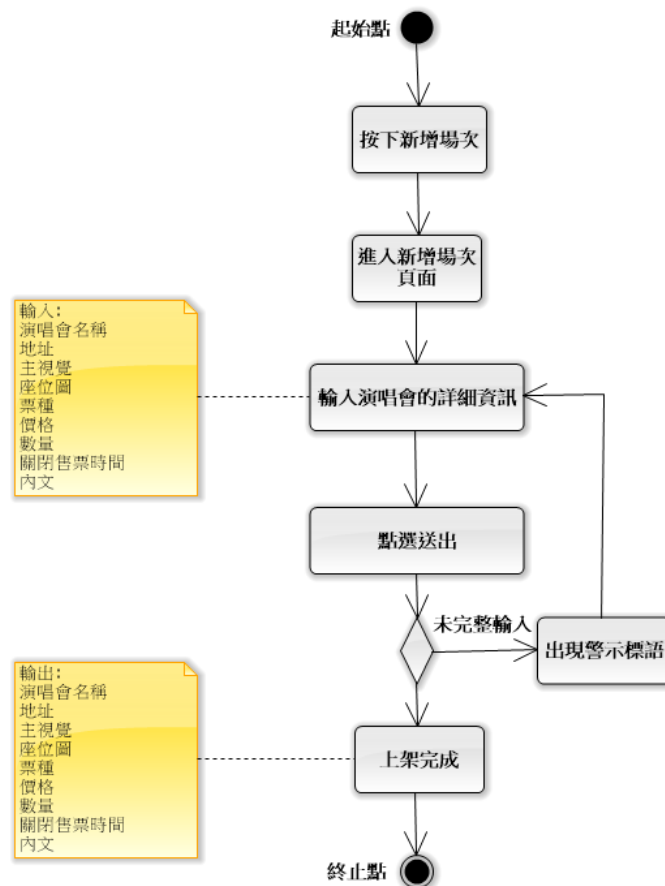 起始點
按下新增場次
進入新增場次
頁面
輸入:
演唱會名稱
地址
主視覺
座位圖
票種
價格
數量
關閉售票時間
內文
輸入演唱會的詳細資訊
點選送出
未完整輸入
出現警示標語
輸出:
演唱會名稱
地址
主視覺
座位圖
票種
價格
數量
關閉售票時間
內文
上架完成
終止點